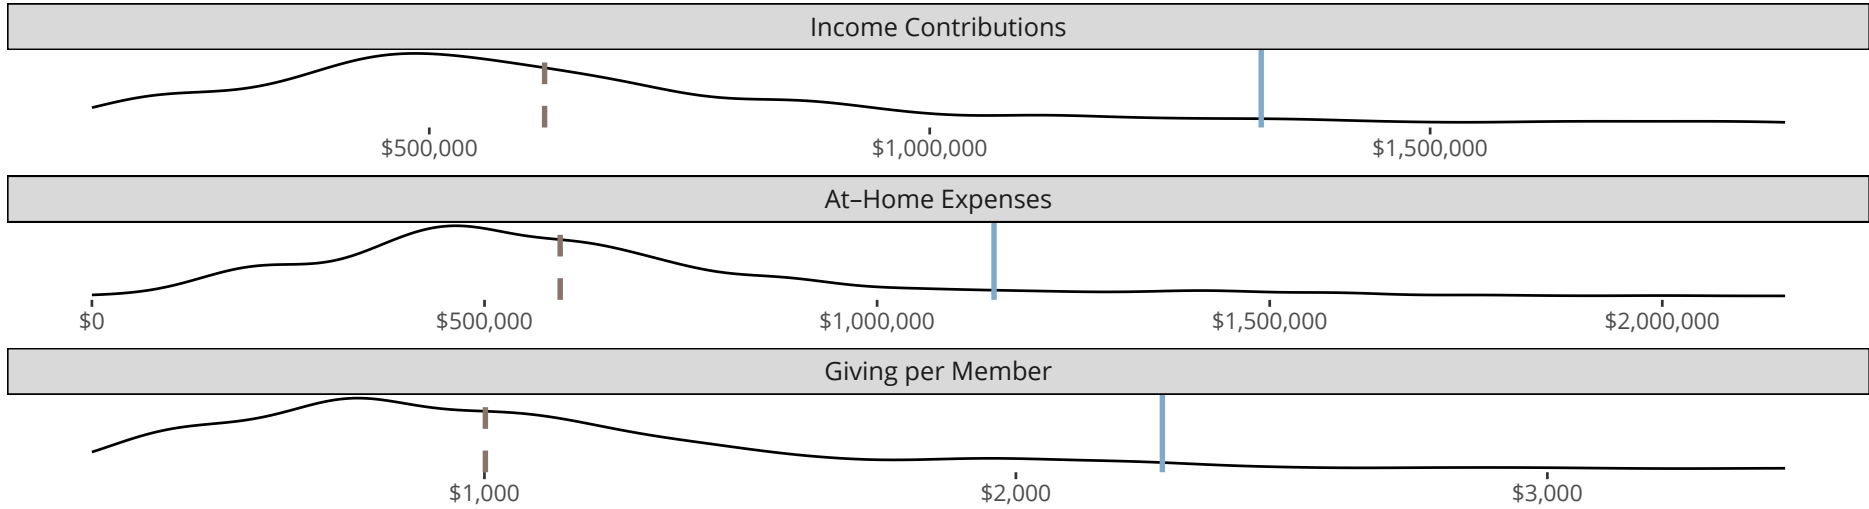 Income Contributions
$500,000 $1,000,000 $1,500,000
At–Home Expenses
$0 $500,000 $1,000,000 $1,500,000 $2,000,000
Giving per Member
$1,000 $2,000 $3,000